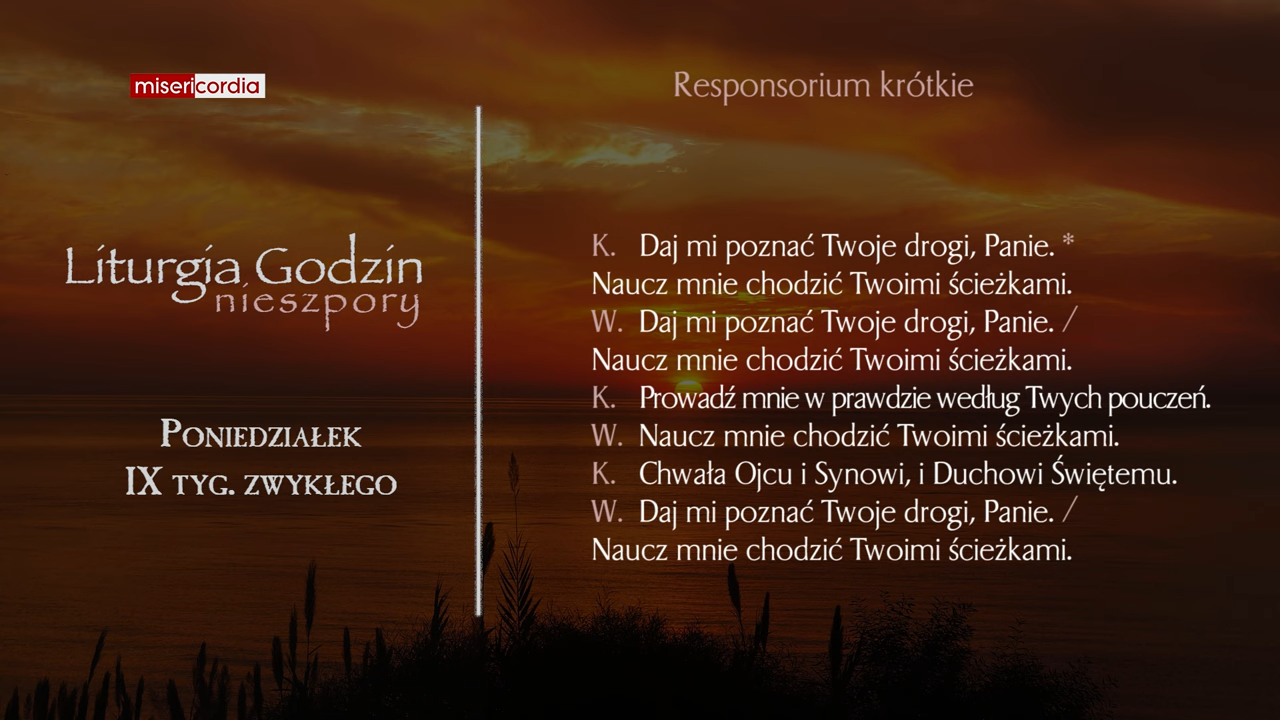 misericordia
Responsorium krótkie
Liturgia Godzin
nieszpory
Poniedziałek
IX tyg. zwykłego
K. Daj mi poznać Twoje drogi, Panie. *
Naucz mnie chodzić Twoimi ścieżkami.
W. Daj mi poznać Twoje drogi, Panie. /
Naucz mnie chodzić Twoimi ścieżkami.
K. Prowadź mnie w prawdzie według Twych pouczeń.
W. Naucz mnie chodzić Twoimi ścieżkami.
K. Chwała Ojcu i Synowi, i Duchowi Świętemu.
W. Daj mi poznać Twoje drogi, Panie. /
Naucz mnie chodzić Twoimi ścieżkami.